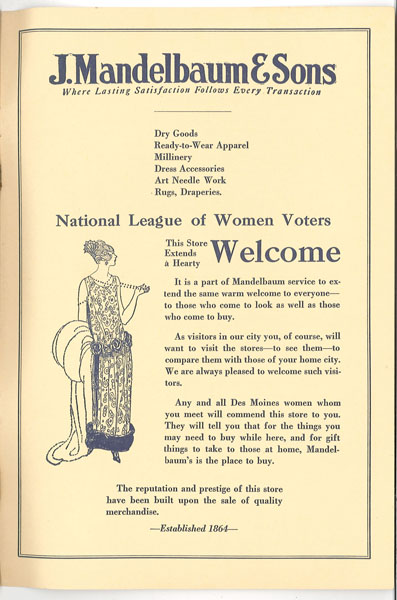 J. Mandelbaum & Sons
Where Lasting Satisfaction Follows Every Transaction
Dry Goods
Ready-to-Wear Apparel
Millinery
Dress Accessories
Art Needle Work
Rugs, Draperies.
National League of Women Voters
This Store
Extends
a Hearty
Welcome
It is a part of Mandelbaum service to ex-
tend the same warm welcome to everyone—
to those who come to look as well as those
who come to buy.
As visitors in our city you, of course, will
want to visit the stores—to see them—to
compare them with those of your home city.
We are always pleased to welcome such visi-
tors.
Any and all Des Moines women whom
you meet will commend this store to you.
They will tell you that for the things you
may need to buy while here, and for gift
things to take to those at home, Mandel-
baum's is the place to buy.
The reputation and prestige of this store
have been built upon the sale of quality
merchandise.
—Established 1864—